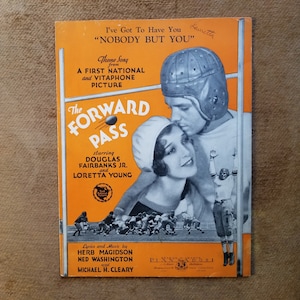 I've Got To Have You
"NOBODY BUT YOU"
Theme Song
from
A FIRST NATIONAL
and VITAPHONE
PICTURE
The
FORWARD
PASS
starring
DOUGLAS
FAIRBANKS JR.
and
LORETTA YOUNG
Lyrics and Music by
HERB MAGIDSON
NED WASHINGTON
and
MICHAEL H. CLEARY